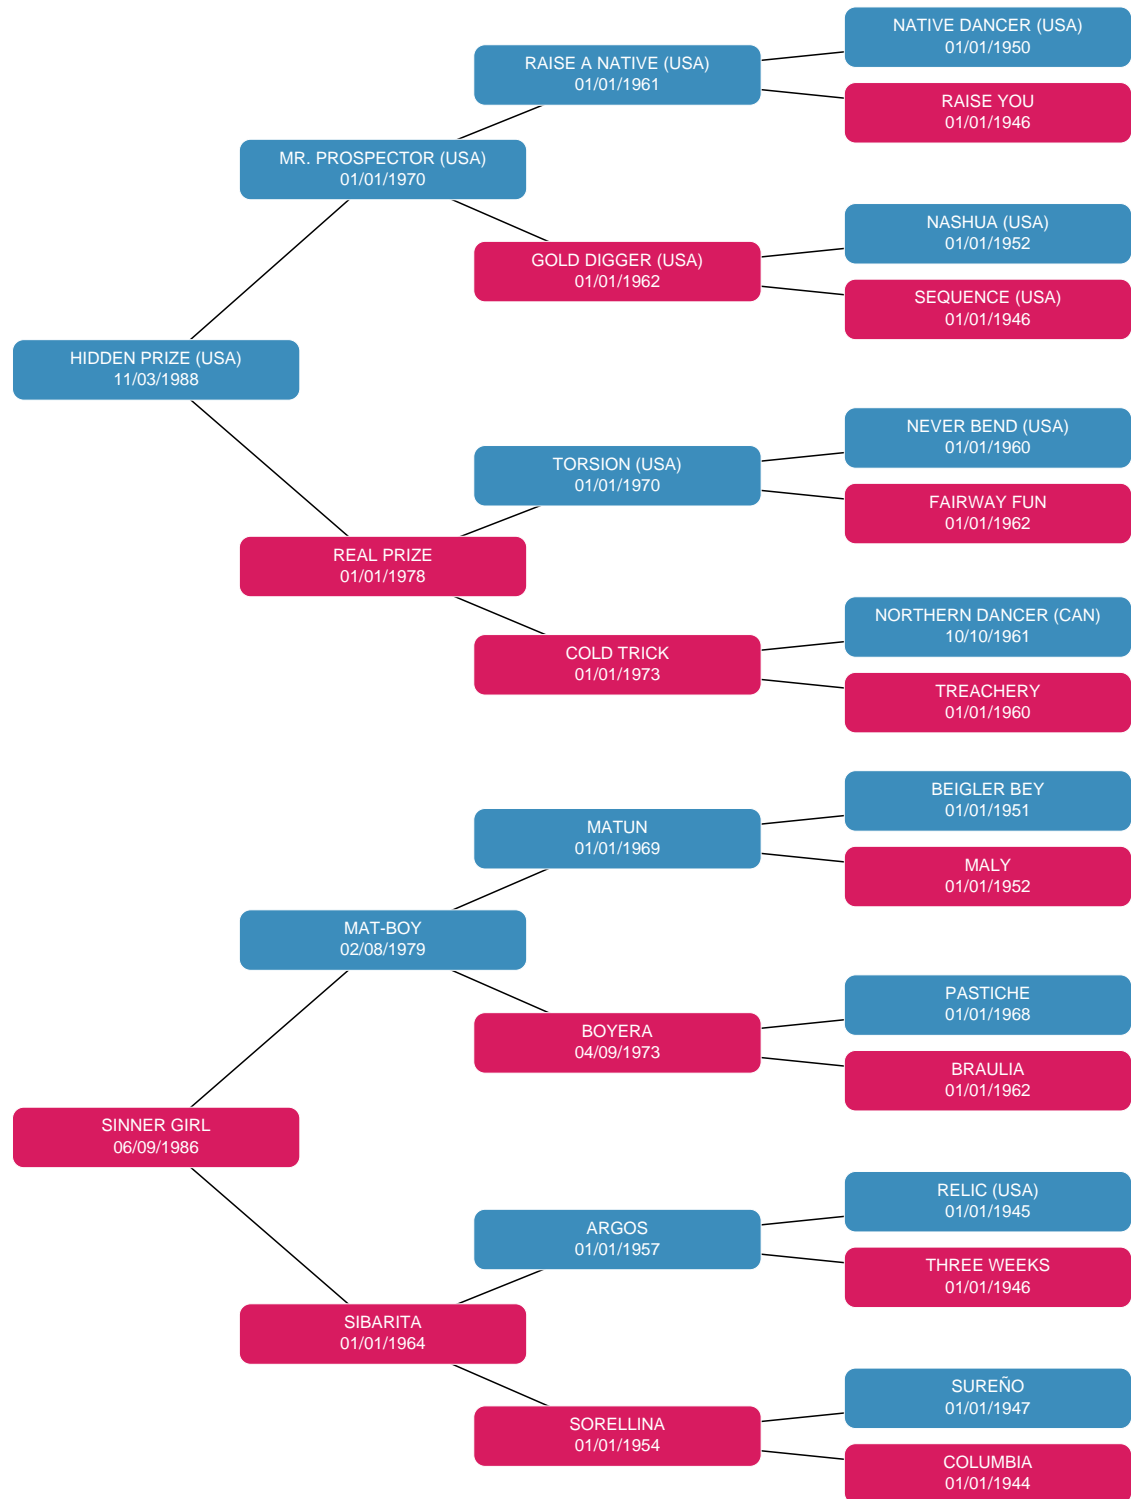 NATIVE DANCER (USA)
01/01/1950
RAISE A NATIVE (USA)
01/01/1961
RAISE YOU
01/01/1946
MR. PROSPECTOR (USA)
01/01/1970
NASHUA (USA)
01/01/1952
GOLD DIGGER (USA)
01/01/1962
SEQUENCE (USA)
01/01/1946
HIDDEN PRIZE (USA)
11/03/1988
NEVER BEND (USA)
01/01/1960
TORSION (USA)
01/01/1970
FAIRWAY FUN
01/01/1962
REAL PRIZE
01/01/1978
NORTHERN DANCER (CAN)
10/10/1961
COLD TRICK
01/01/1973
TREACHERY
01/01/1960
BEIGLER BEY
01/01/1951
MATUN
01/01/1969
MALY
01/01/1952
MAT-BOY
02/08/1979
PASTICHE
01/01/1968
BOYERA
04/09/1973
BRAULIA
01/01/1962
SINNER GIRL
06/09/1986
RELIC (USA)
01/01/1945
ARGOS
01/01/1957
THREE WEEKS
01/01/1946
SIBARITA
01/01/1964
SUREÑO
01/01/1947
SORELLINA
01/01/1954
COLUMBIA
01/01/1944